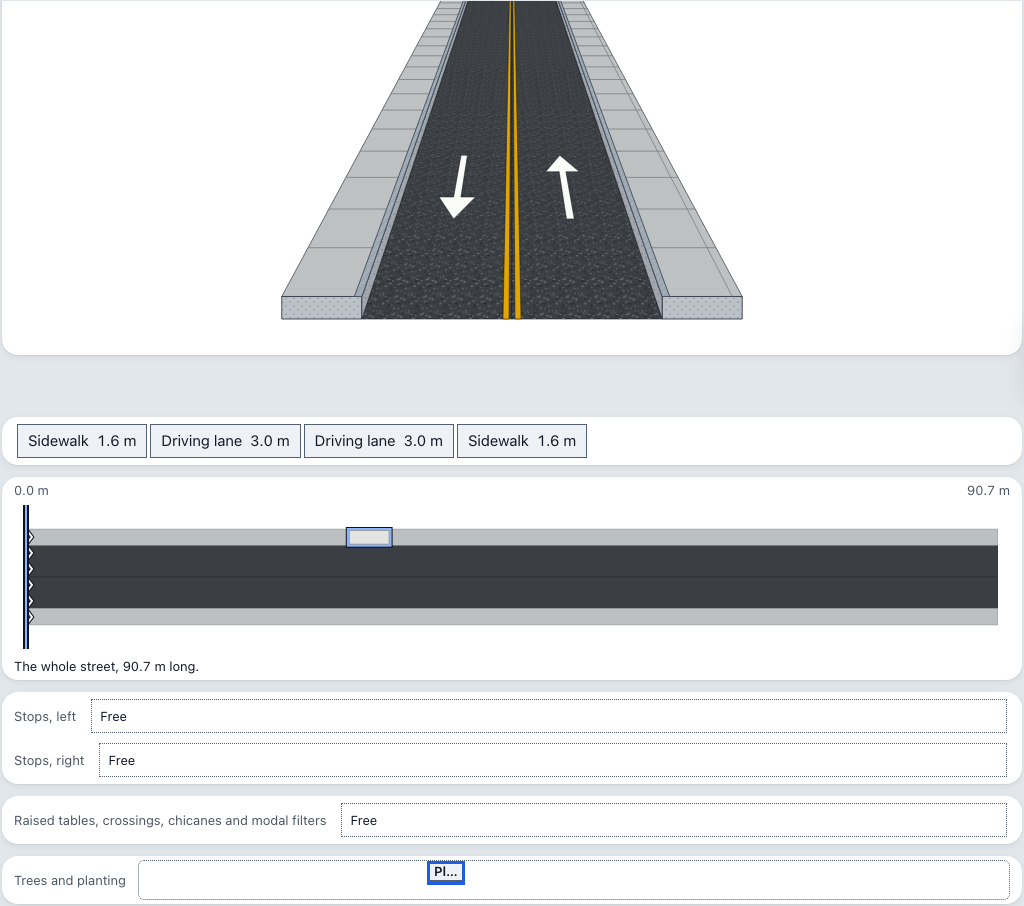 Sidewalk 1.6 m
Driving lane 3.0 m
Driving lane 3.0 m
Sidewalk 1.6 m
0.0 m
90.7 m
The whole street, 90.7 m long.
Stops, left
Free
Stops, right
Free
Raised tables, crossings, chicanes and modal filters
Free
Trees and planting
Pl...